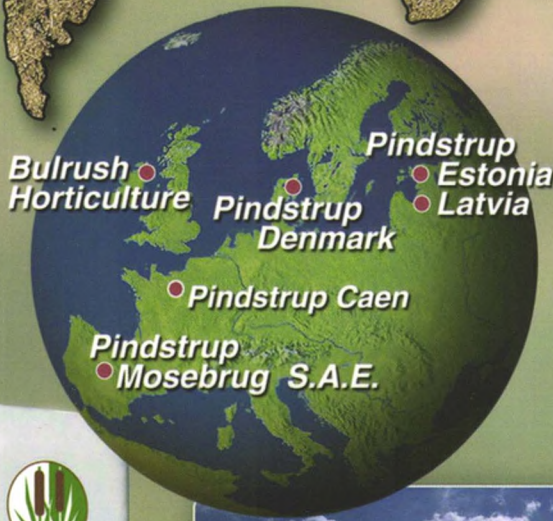 Bulrush
Horticulture
Pindstrup
Denmark
Pindstrup
Estonia
Latvia
Pindstrup Caen
Pindstrup
Mosebrug S.A.E.